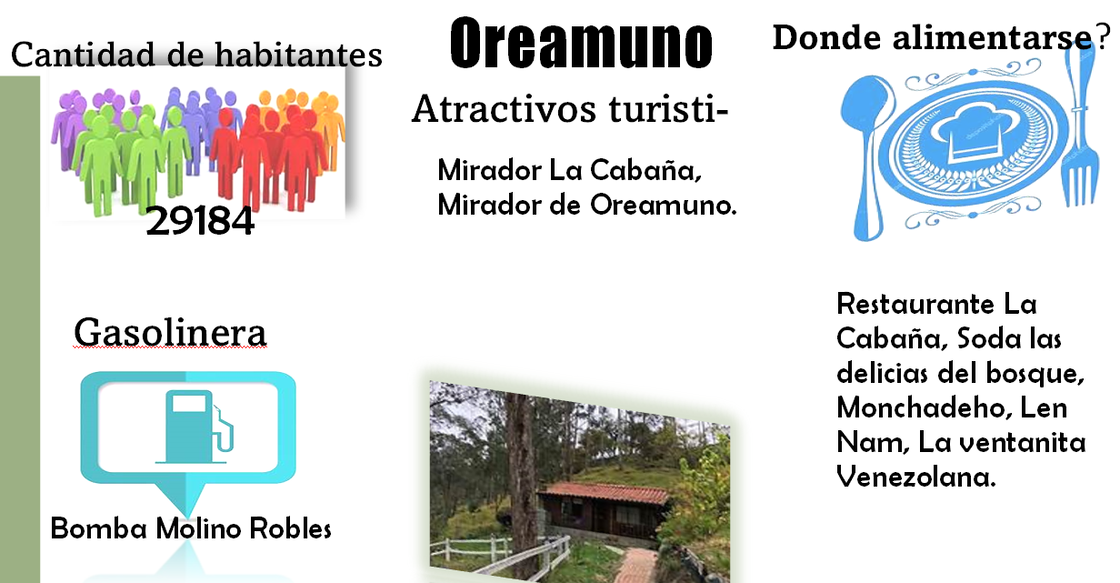 Cantidad de habitantes
29184
Gasolinera
Bomba Molino Robles
Oreamuno
Atractivos turisti-
Mirador La Cabaña,
Mirador de Oreamuno.
Donde alimentarse?
Restaurante La
Cabaña, Soda las
delicias del bosque,
Monchadeho, Len
Nam, La ventanita
Venezolana.